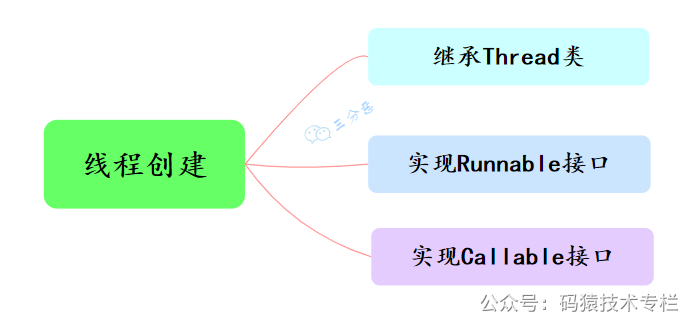 继承Thread类
三分恶
线程创建
实现Runnable接口
实现Callable接口
公众号：码猿技术专栏